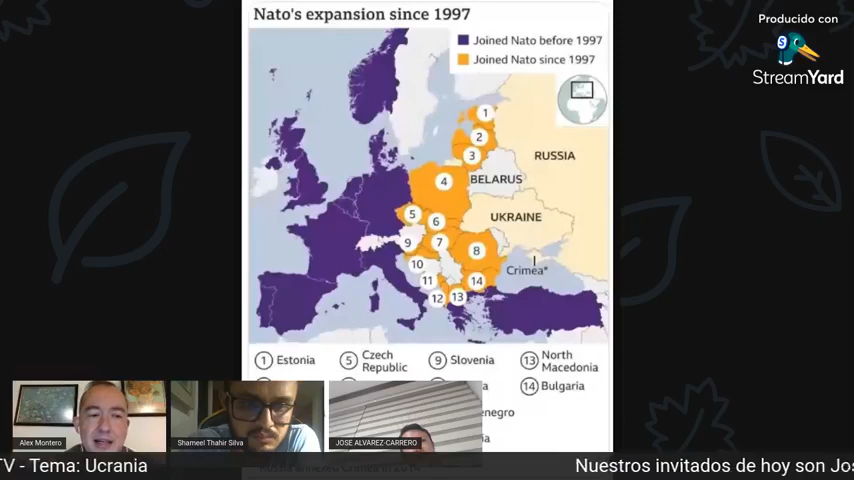 Nato's expansion since 1997
Joined Nato before 1997
Joined Nato since 1997
Producido con
StreamYard
S
1
2
3
RUSSIA
4
BELARUS
5
6
UKRAINE
9
7
8
10
Crimea*
11
14
12
13
1 Estonia
5 Czech Republic
9 Slovenia
13 North Macedonia
14 Bulgaria
Alex Montero
Shameel Thahir Silva
JOSE ALVAREZ-CARRERO
TV - Tema: Ucrania
Nuestros invitados de hoy son